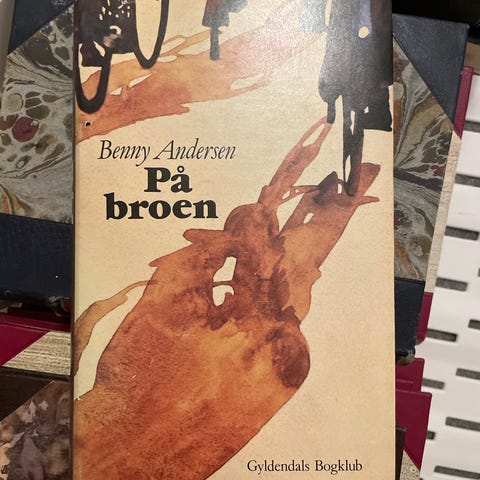 Benny Andersen
På
broen
Gyldendals Bogklub